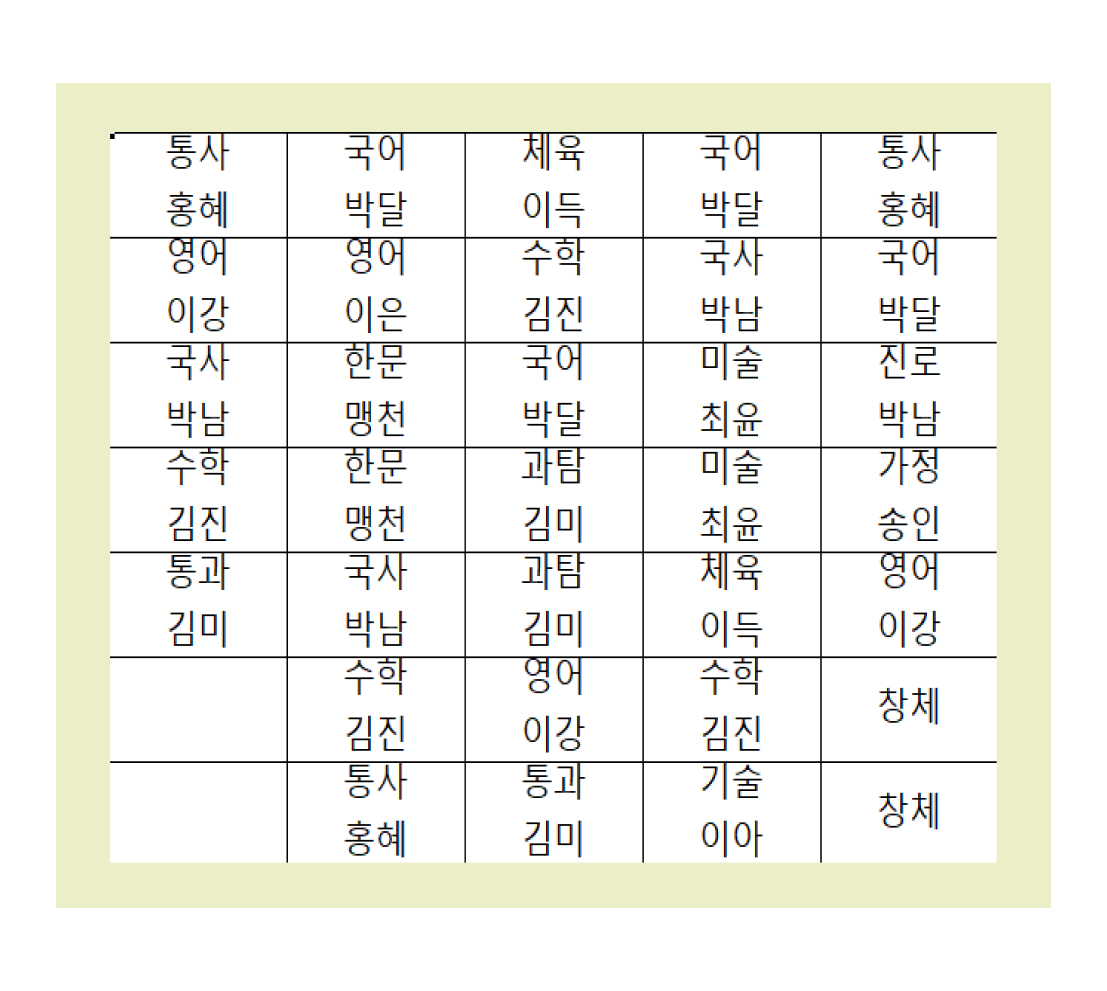 통사 국어 체육 국어 통사
홍혜 박달 이득 박달 홍혜
영어 영어 수학 국사 국어
이강 이은 김진 박남 박달
국사 한문 국어 미술 진로
박남 맹천 박달 최윤 박남
수학 한문 과탐 미술 가정
김진 맹천 김미 최윤 송인
통과 국사 과탐 체육 영어
김미 박남 김미 이득 이강
수학 영어 수학 창체
김진 이강 김진
통사 통과 기술 창체
홍혜 김미 이아